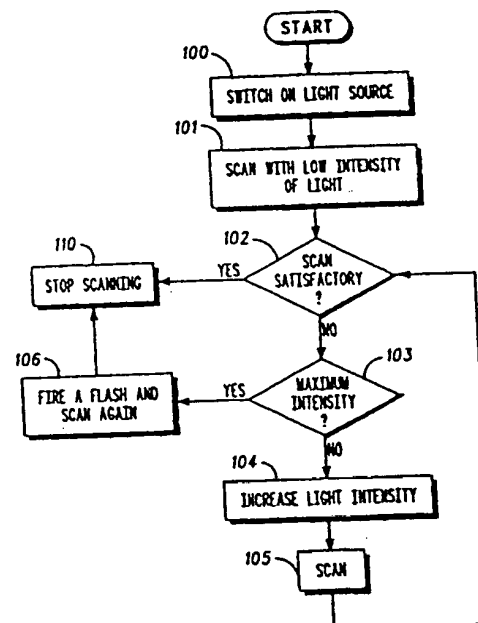 START
100
SWITCH ON LIGHT SOURCE
101
SCAN WITH LOW INTENSITY
OF LIGHT
102
SCAN
SATISFACTORY
?
YES
110
STOP SCANNING
NO
103
MAXIMUM
INTENSITY
?
YES
106
FIRE A FLASH AND
SCAN AGAIN
NO
104
INCREASE LIGHT INTENSITY
105
SCAN